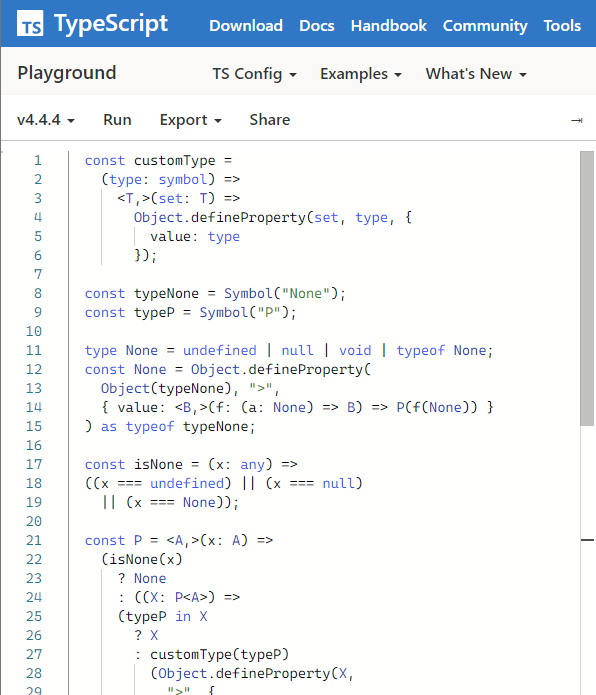 TS TypeScript Download Docs Handbook Community Tools
Playground TS Config Examples What's New
v4.4.4 Run Export Share
1 const customType =
2 (type: symbol) =>
3 <T,>(set: T) =>
4 Object.defineProperty(set, type, {
5 value: type
6 });
7
8 const typeNone = Symbol("None");
9 const typeP = Symbol("P");
10
11 type None = undefined | null | void | typeof None;
12 const None = Object.defineProperty(
13 Object(typeNone), ">",
14 { value: <B,>(f: (a: None) => B) => P(f(None)) }
15 ) as typeof typeNone;
16
17 const isNone = (x: any) =>
18 ((x === undefined) || (x === null)
19 || (x === None));
20
21 const P = <A,>(x: A) =>
22 (isNone(x)
23 ? None
24 : ((X: P<A>) =>
25 (typeP in X
26 ? X
27 : customType(typeP)
28 (Object.defineProperty(X,
29 ">", {